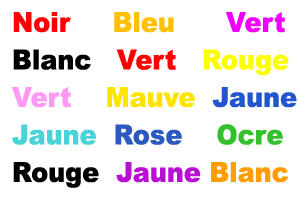 Noir Bleu Vert
Blanc Vert Rouge
Vert Mauve Jaune
Jaune Rose Ocre
Rouge Jaune Blanc